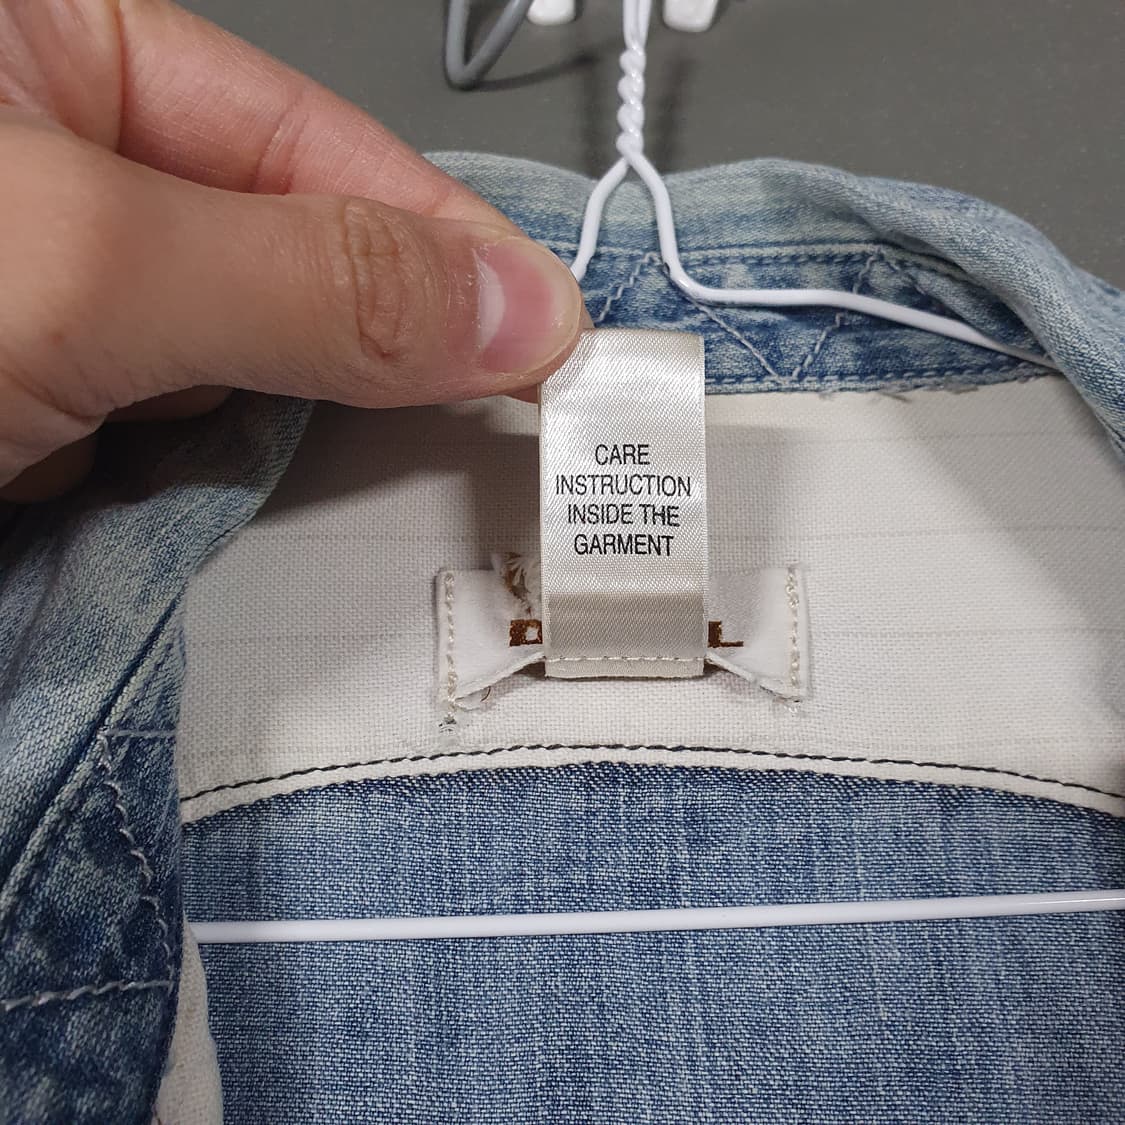 CARE
INSTRUCTION
INSIDE THE
GARMENT